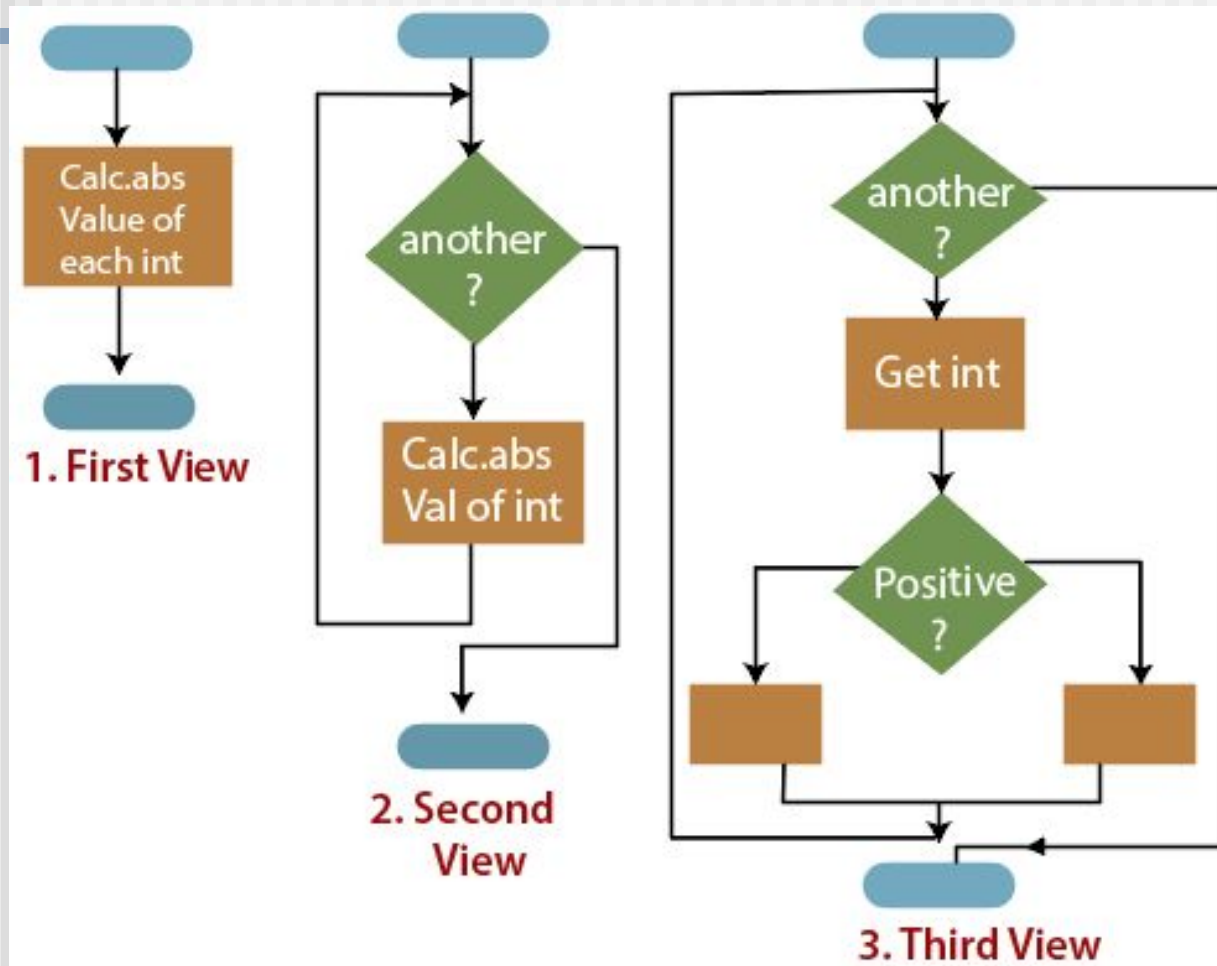 Calc.abs
Value of
each int
1. First View
another
?
Calc.abs
Val of int
2. Second
View
another
?
Get int
Positive
?
3. Third View